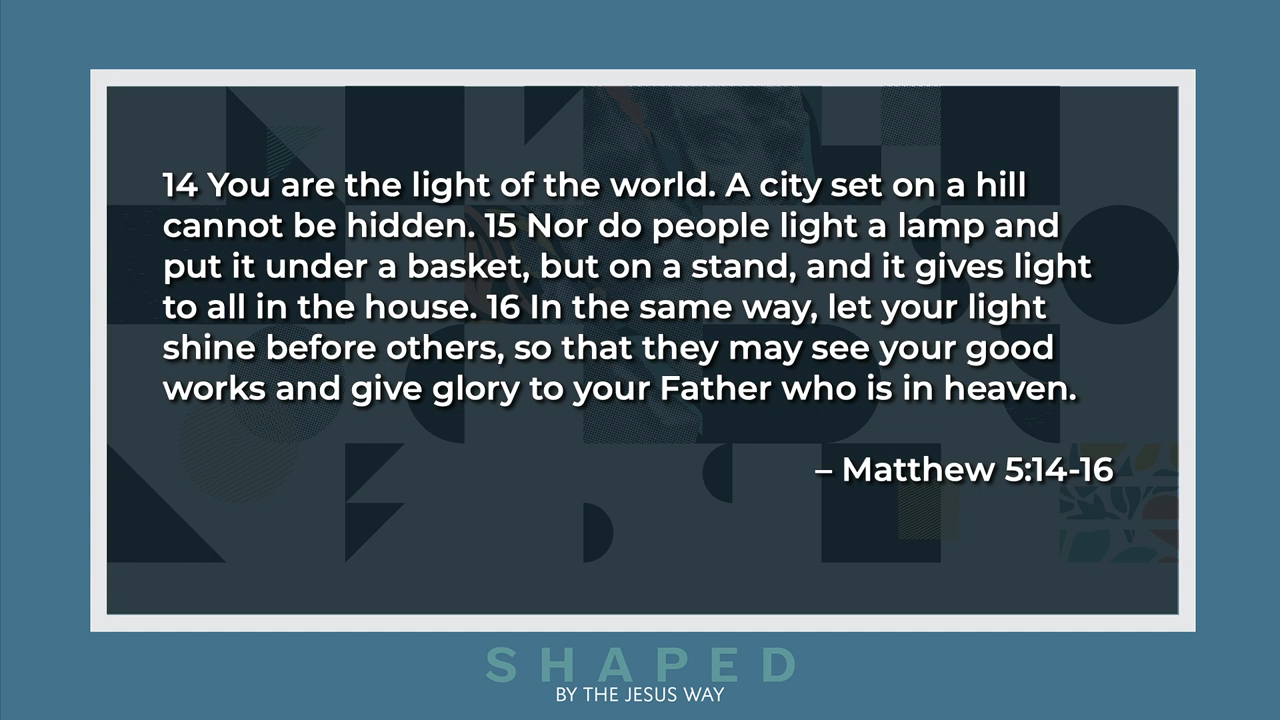 14 You are the light of the world. A city set on a hill
cannot be hidden. 15 Nor do people light a lamp and
put it under a basket, but on a stand, and it gives light
to all in the house. 16 In the same way, let your light
shine before others, so that they may see your good
works and give glory to your Father who is in heaven.
– Matthew 5:14-16
SHAPED
BY THE JESUS WAY